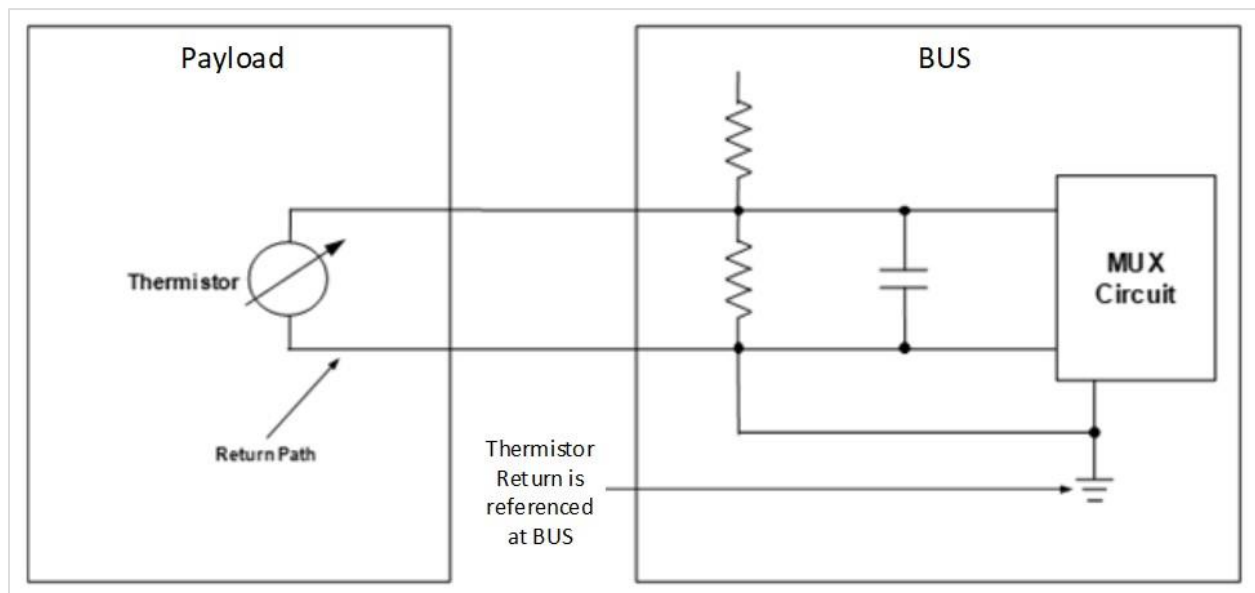 Payload
BUS
Thermistor
MUX
Circuit
Return Path
Thermistor
Return is
referenced
at BUS